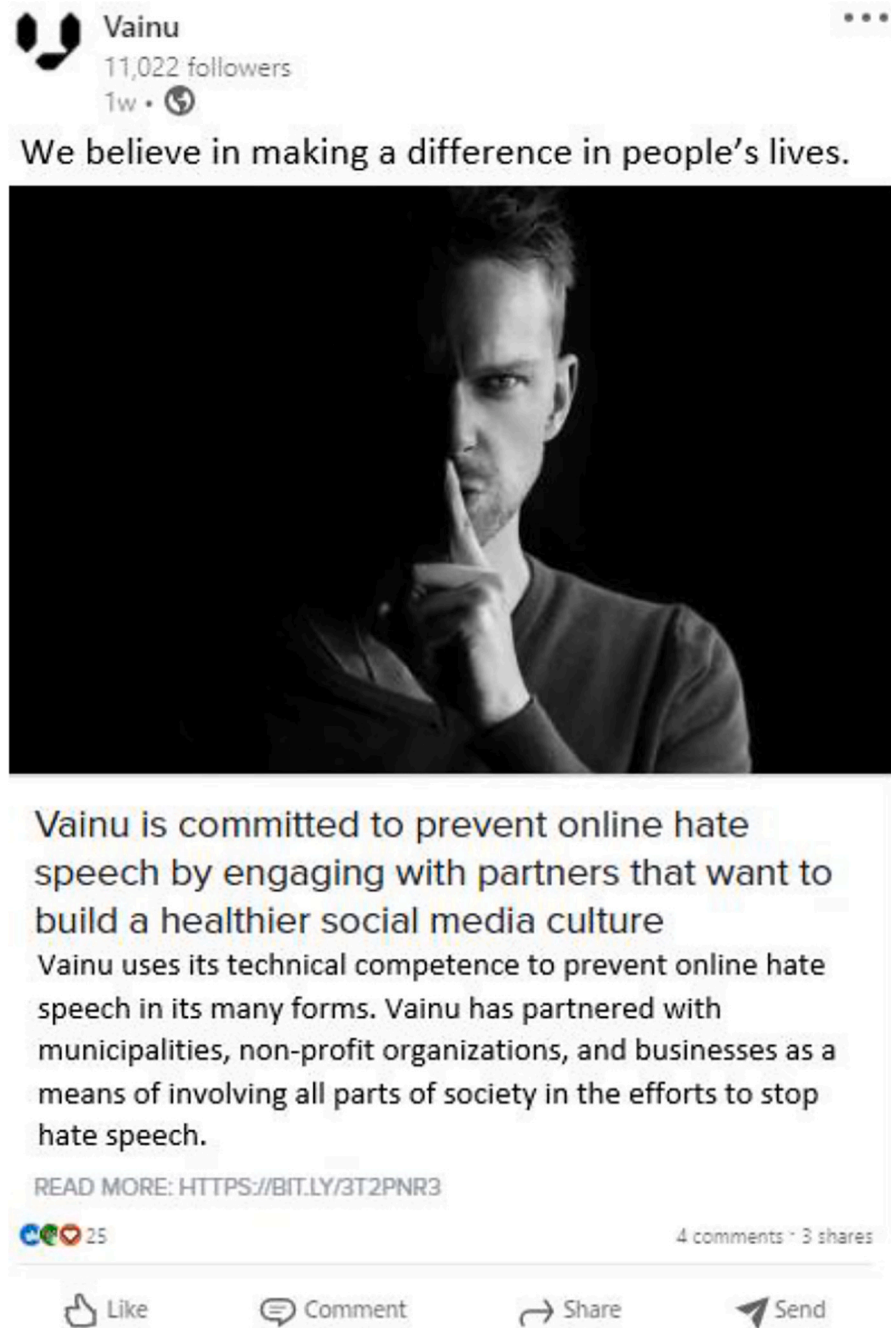 Vainu
11,022 followers
1w •
We believe in making a difference in people's lives.
Vainu is committed to prevent online hate
speech by engaging with partners that want to
build a healthier social media culture
Vainu uses its technical competence to prevent online hate
speech in its many forms. Vainu has partnered with
municipalities, non-profit organizations, and businesses as a
means of involving all parts of society in the efforts to stop
hate speech.
READ MORE: HTTPS://BIT.LY/3T2PNR3
25 4 comments · 3 shares
Like Comment Share Send